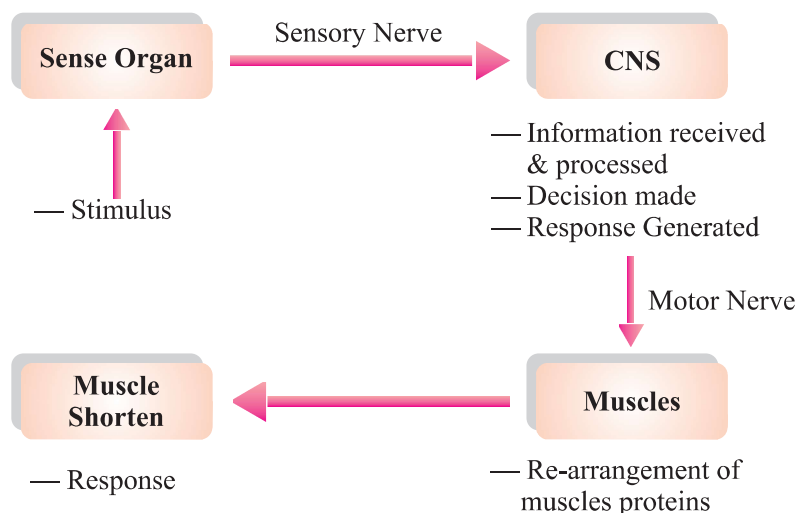 Sense Organ
Sensory Nerve
CNS
— Stimulus
— Information received
& processed
— Decision made
— Response Generated
Motor Nerve
Muscles
— Re-arrangement of
muscles proteins
Muscle
Shorten
— Response